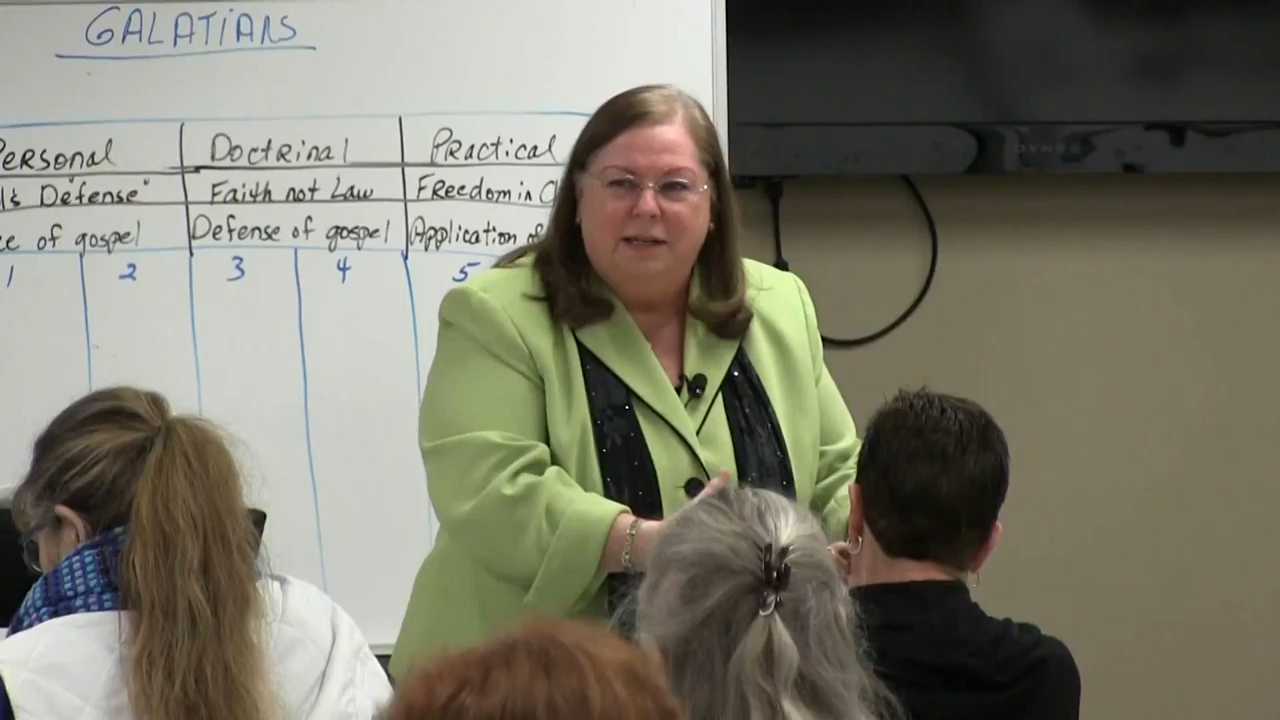 GALATIANS
Personal Doctrinal Practical
l's Defense" Faith not Law Freedom in C
ce of gospel Defense of gospel Application of
1 2 3 4 5